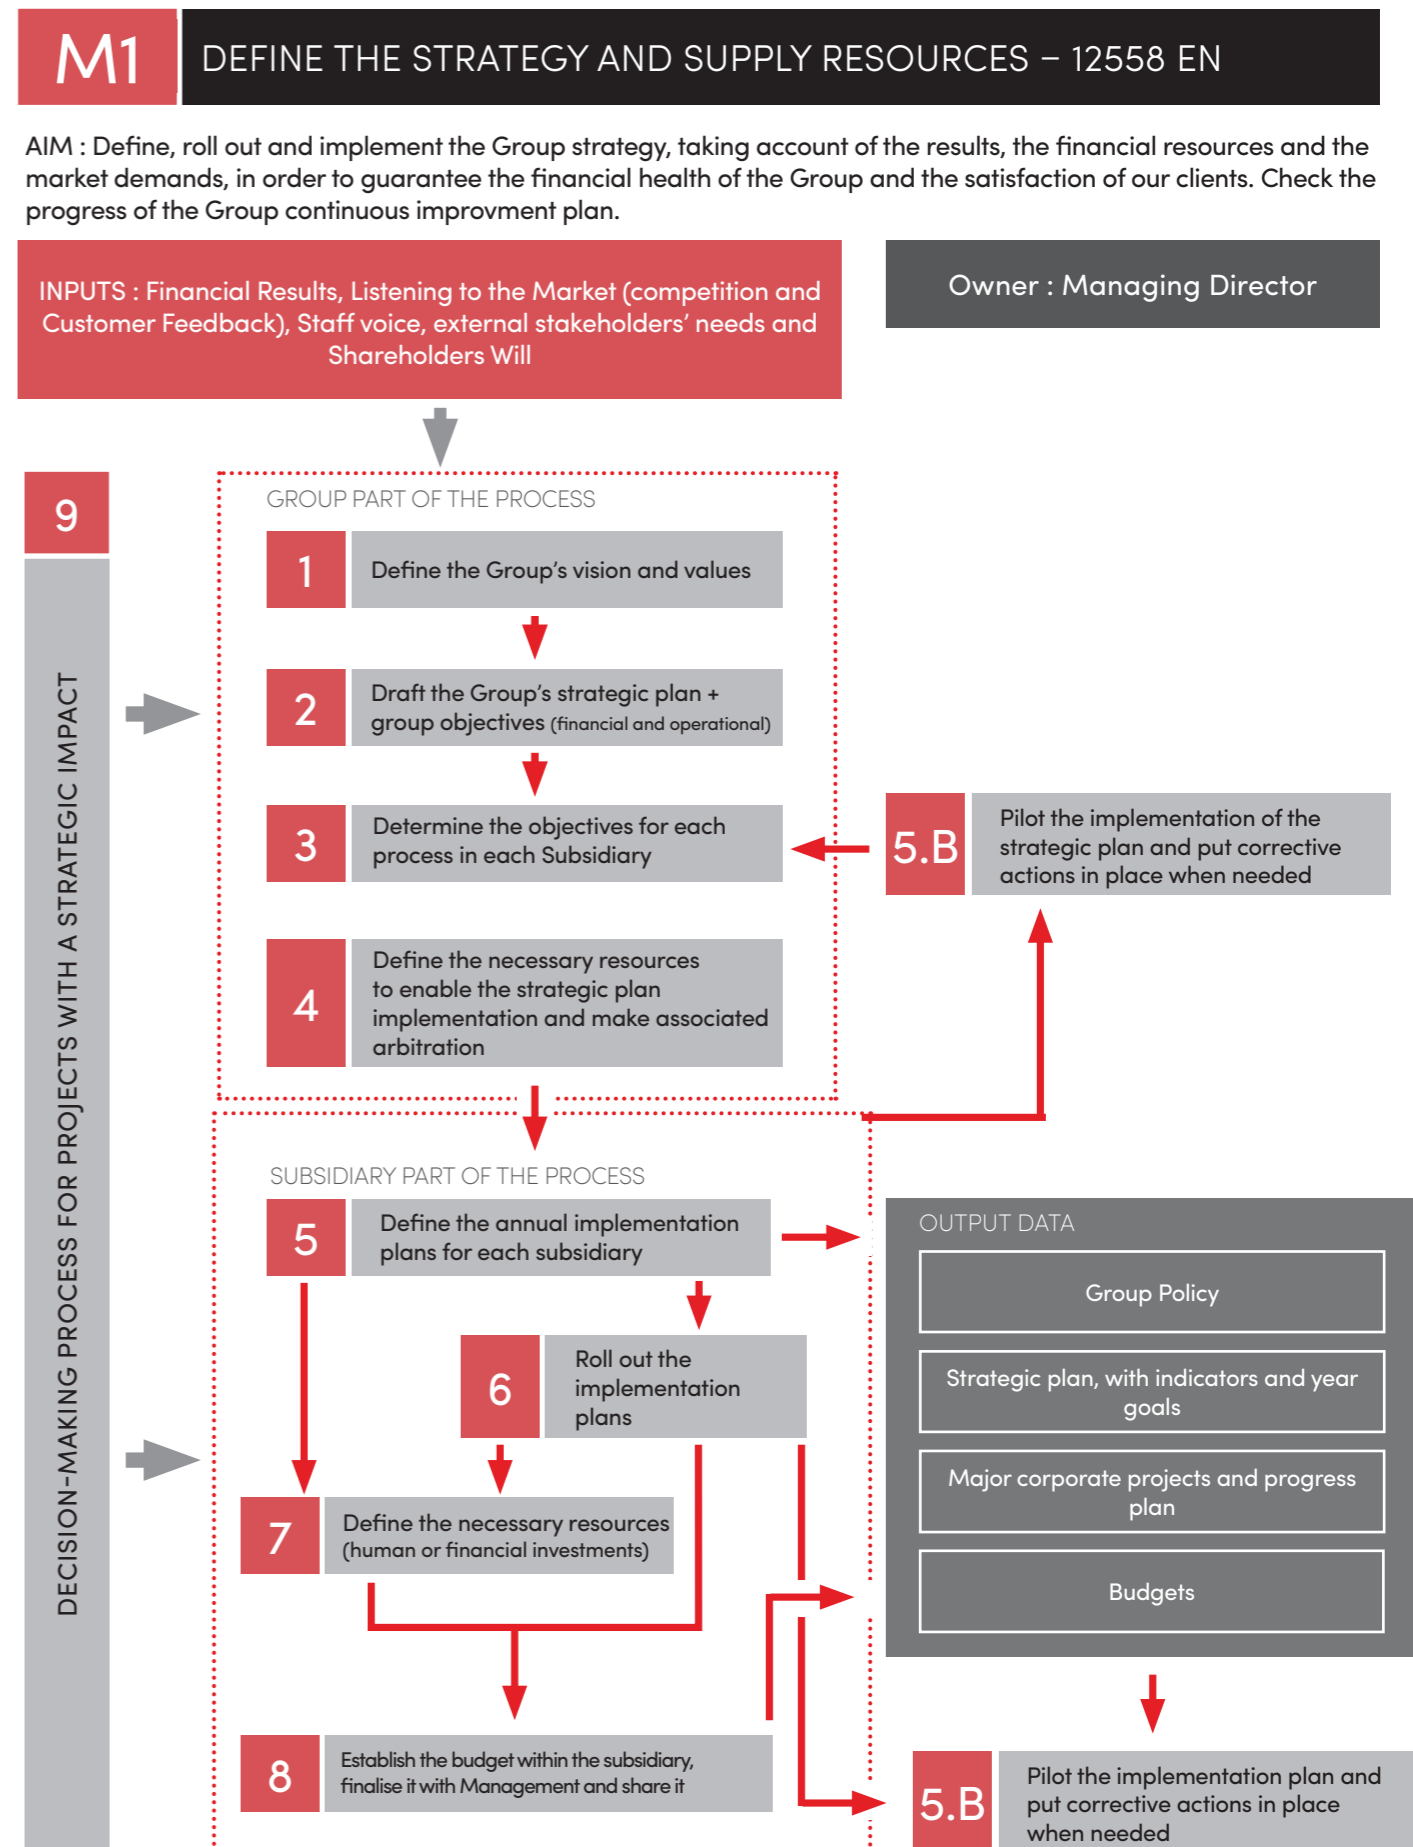 M1
DEFINE THE STRATEGY AND SUPPLY RESOURCES – 12558 EN
AIM : Define, roll out and implement the Group strategy, taking account of the results, the financial resources and the
market demands, in order to guarantee the financial health of the Group and the satisfaction of our clients. Check the
progress of the Group continuous improvment plan.
INPUTS : Financial Results, Listening to the Market (competition and
Customer Feedback), Staff voice, external stakeholders’ needs and
Shareholders Will
Owner : Managing Director
9
DECISION-MAKING PROCESS FOR PROJECTS WITH A STRATEGIC IMPACT
GROUP PART OF THE PROCESS
1
Define the Group’s vision and values
2
Draft the Group’s strategic plan +
group objectives (financial and operational)
3
Determine the objectives for each
process in each Subsidiary
5.B
Pilot the implementation of the
strategic plan and put corrective
actions in place when needed
4
Define the necessary resources
to enable the strategic plan
implementation and make associated
arbitration
SUBSIDIARY PART OF THE PROCESS
5
Define the annual implementation
plans for each subsidiary
6
Roll out the
implementation
plans
7
Define the necessary resources
(human or financial investments)
8
Establish the budget within the subsidiary,
finalise it with Management and share it
OUTPUT DATA
Group Policy
Strategic plan, with indicators and year
goals
Major corporate projects and progress
plan
Budgets
5.B
Pilot the implementation plan and
put corrective actions in place
when needed